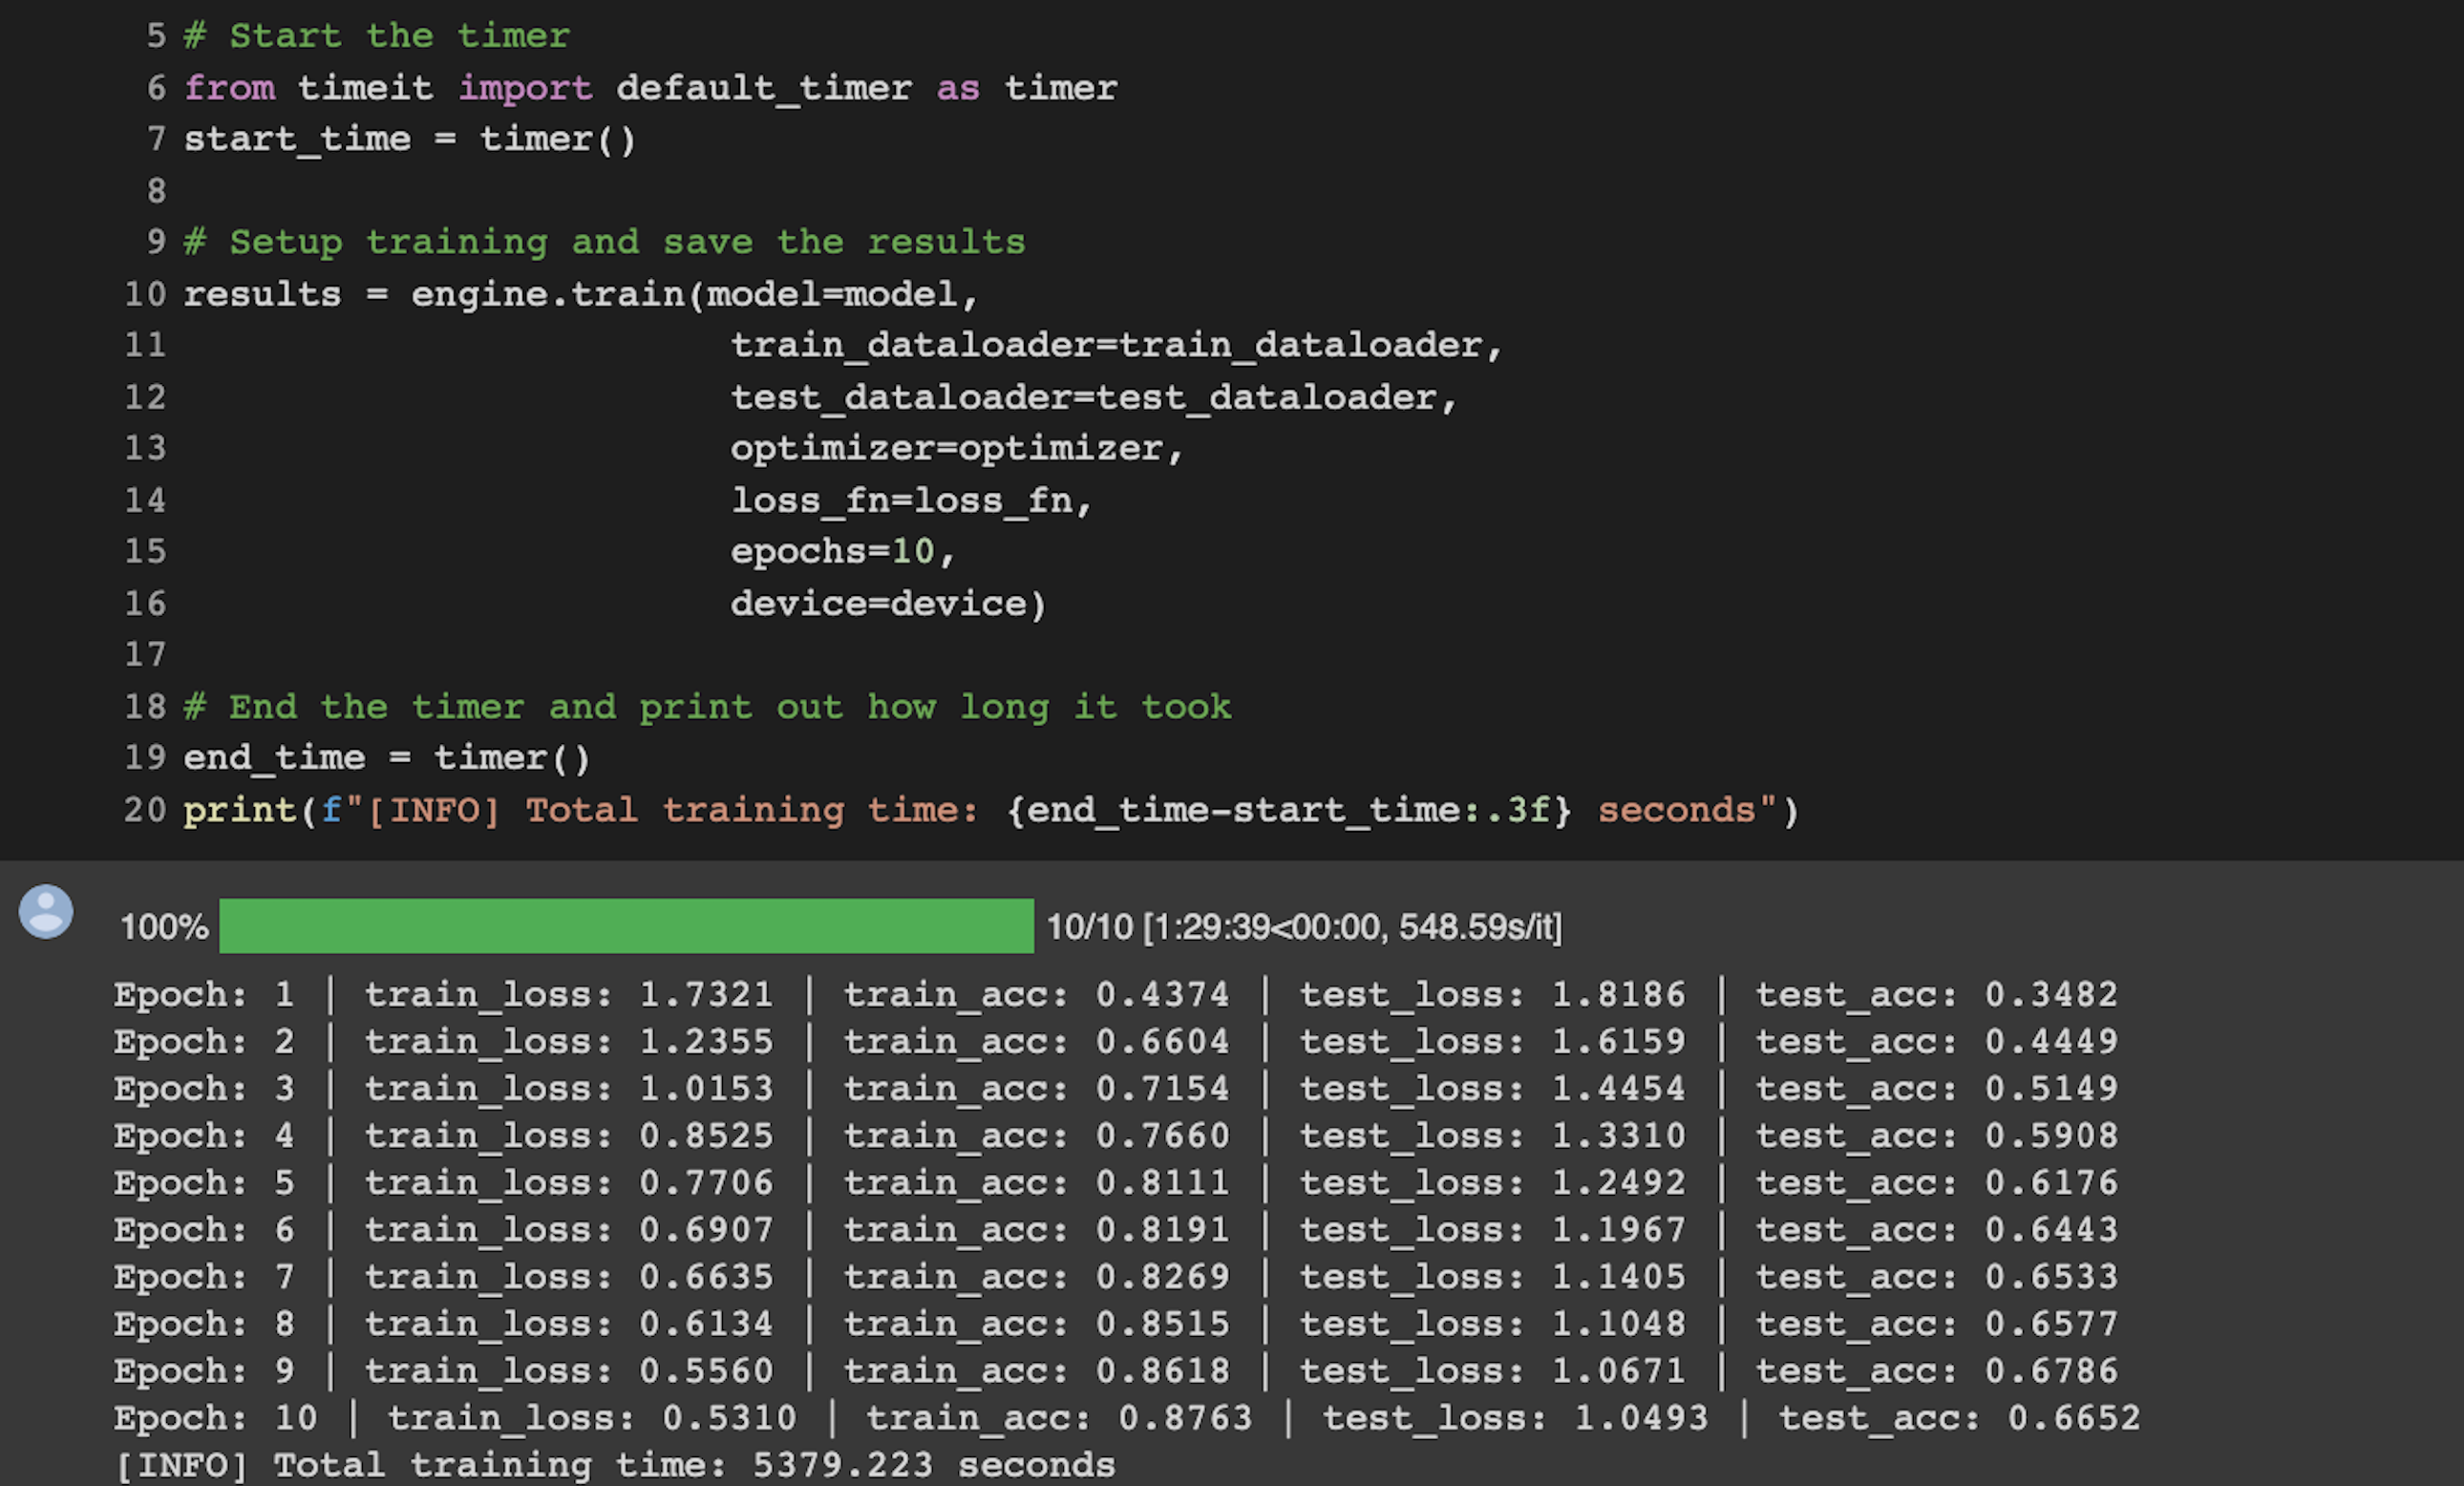 5 # Start the timer
6 from timeit import default_timer as timer
7 start_time = timer()
8
9 # Setup training and save the results
10 results = engine.train(model=model,
11 train_dataloader=train_dataloader,
12 test_dataloader=test_dataloader,
13 optimizer=optimizer,
14 loss_fn=loss_fn,
15 epochs=10,
16 device=device)
17
18 # End the timer and print out how long it took
19 end_time = timer()
20 print(f"[INFO] Total training time: {end_time-start_time:.3f} seconds")
100% 10/10 [1:29:39<00:00, 548.59s/it]
Epoch: 1 | train_loss: 1.7321 | train_acc: 0.4374 | test_loss: 1.8186 | test_acc: 0.3482
Epoch: 2 | train_loss: 1.2355 | train_acc: 0.6604 | test_loss: 1.6159 | test_acc: 0.4449
Epoch: 3 | train_loss: 1.0153 | train_acc: 0.7154 | test_loss: 1.4454 | test_acc: 0.5149
Epoch: 4 | train_loss: 0.8525 | train_acc: 0.7660 | test_loss: 1.3310 | test_acc: 0.5908
Epoch: 5 | train_loss: 0.7706 | train_acc: 0.8111 | test_loss: 1.2492 | test_acc: 0.6176
Epoch: 6 | train_loss: 0.6907 | train_acc: 0.8191 | test_loss: 1.1967 | test_acc: 0.6443
Epoch: 7 | train_loss: 0.6635 | train_acc: 0.8269 | test_loss: 1.1405 | test_acc: 0.6533
Epoch: 8 | train_loss: 0.6134 | train_acc: 0.8515 | test_loss: 1.1048 | test_acc: 0.6577
Epoch: 9 | train_loss: 0.5560 | train_acc: 0.8618 | test_loss: 1.0671 | test_acc: 0.6786
Epoch: 10 | train_loss: 0.5310 | train_acc: 0.8763 | test_loss: 1.0493 | test_acc: 0.6652
[INFO] Total training time: 5379.223 seconds